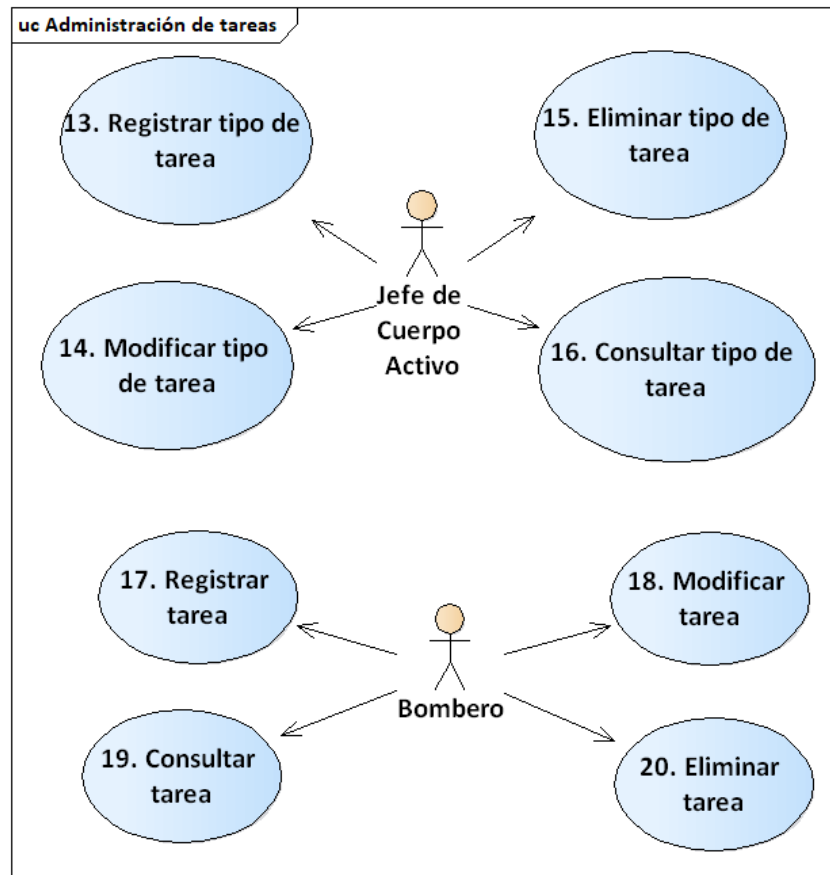 uc Administración de tareas
13. Registrar tipo de
tarea
15. Eliminar tipo de
tarea
Jefe de
Cuerpo
Activo
14. Modificar tipo
de tarea
16. Consultar tipo de
tarea
17. Registrar
tarea
18. Modificar
tarea
Bombero
19. Consultar
tarea
20. Eliminar
tarea